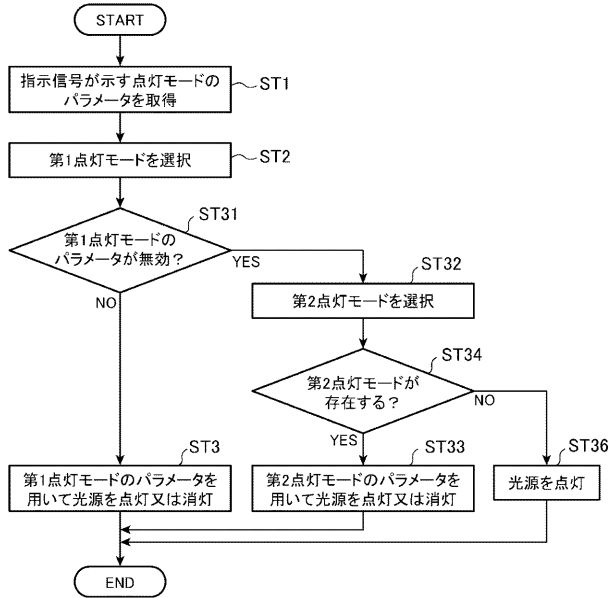 START
指示信号が示す点灯モードの
パラメータを取得
ST1
第1点灯モードを選択
ST2
ST31
第1点灯モードの
パラメータが無効？
YES
NO
ST32
第2点灯モードを選択
ST34
第2点灯モードが
存在する？
NO
YES
ST3
第1点灯モードのパラメータを
用いて光源を点灯又は消灯
ST33
第2点灯モードのパラメータを
用いて光源を点灯又は消灯
ST36
光源を点灯
END